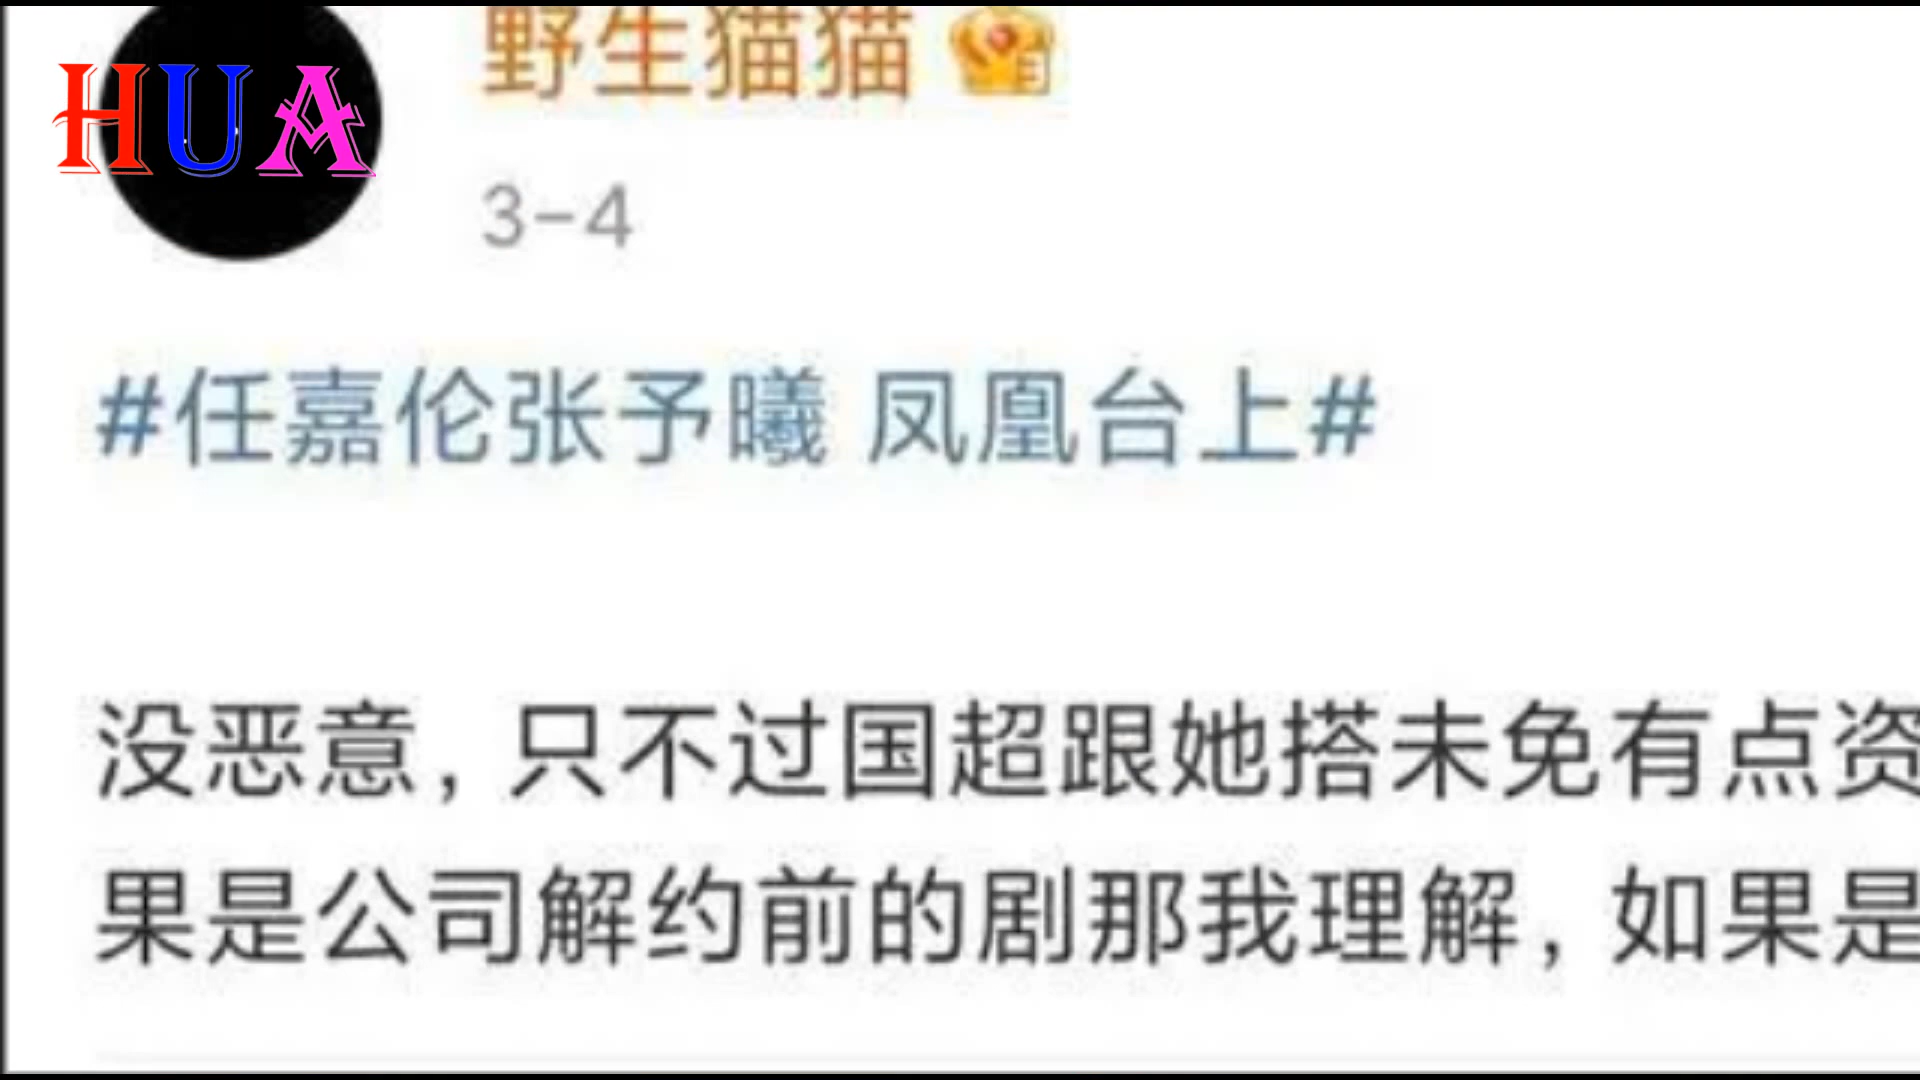 野生猫猫
HUA
3-4
#任嘉伦张予曦 凤凰台上#
没恶意，只不过国超跟她搭未免有点资
果是公司解约前的剧那我理解，如果是